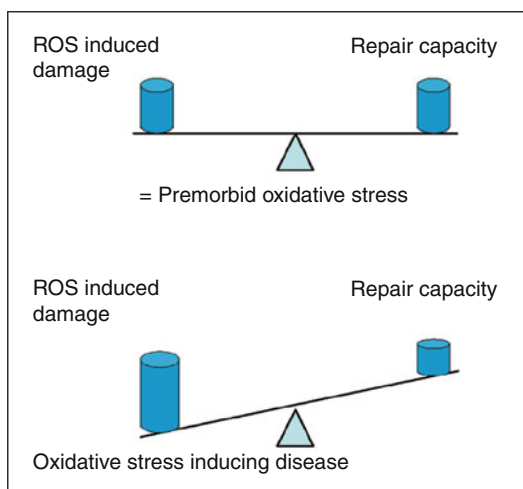 ROS induced
damage
Repair capacity
= Premorbid oxidative stress
ROS induced
damage
Repair capacity
Oxidative stress inducing disease